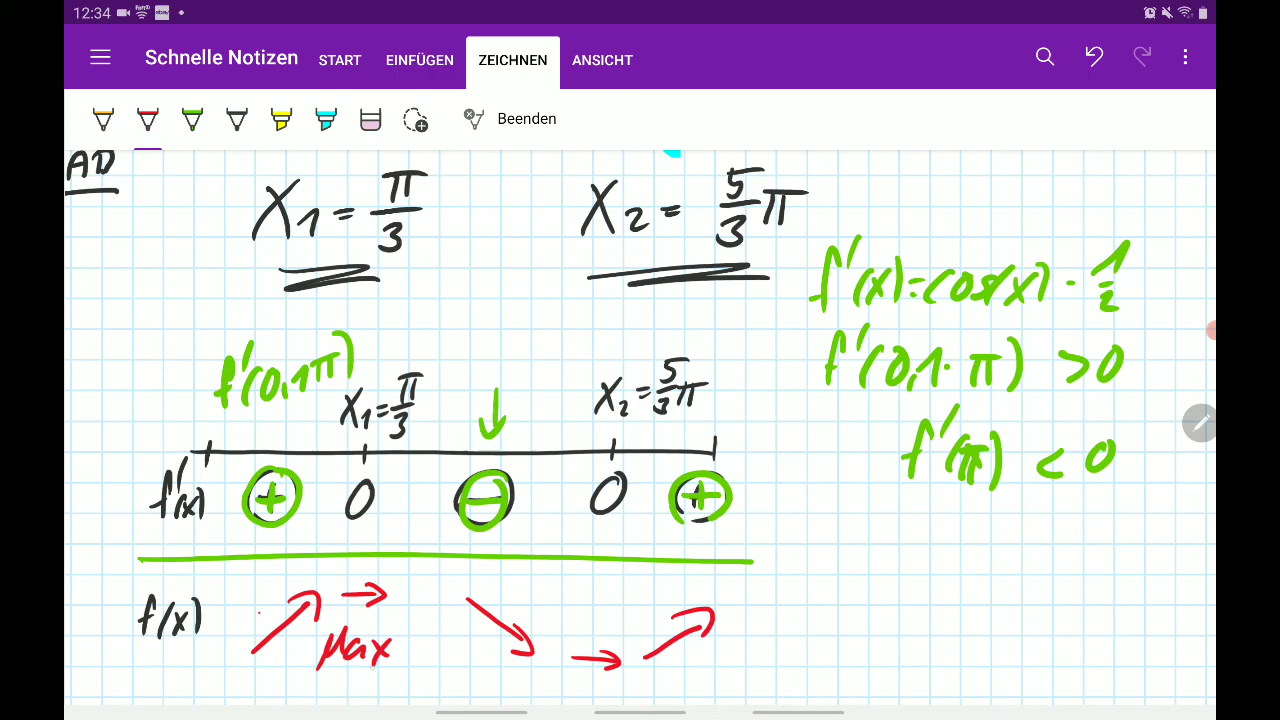 12:34
Schnelle Notizen START EINFÜGEN ZEICHNEN ANSICHT
Beenden
RAD
x₁ = π/3 x₂ = 5/3 π
f'(x) = cos(x) - 1/2
f'(0,1·π) > 0
f'(π) < 0
f'(0,1π)
x₁ = π/3 x₂ = 5/3 π
f'(x) + 0 − 0 +
f(x) ↗ → ↘ → ↗
Max